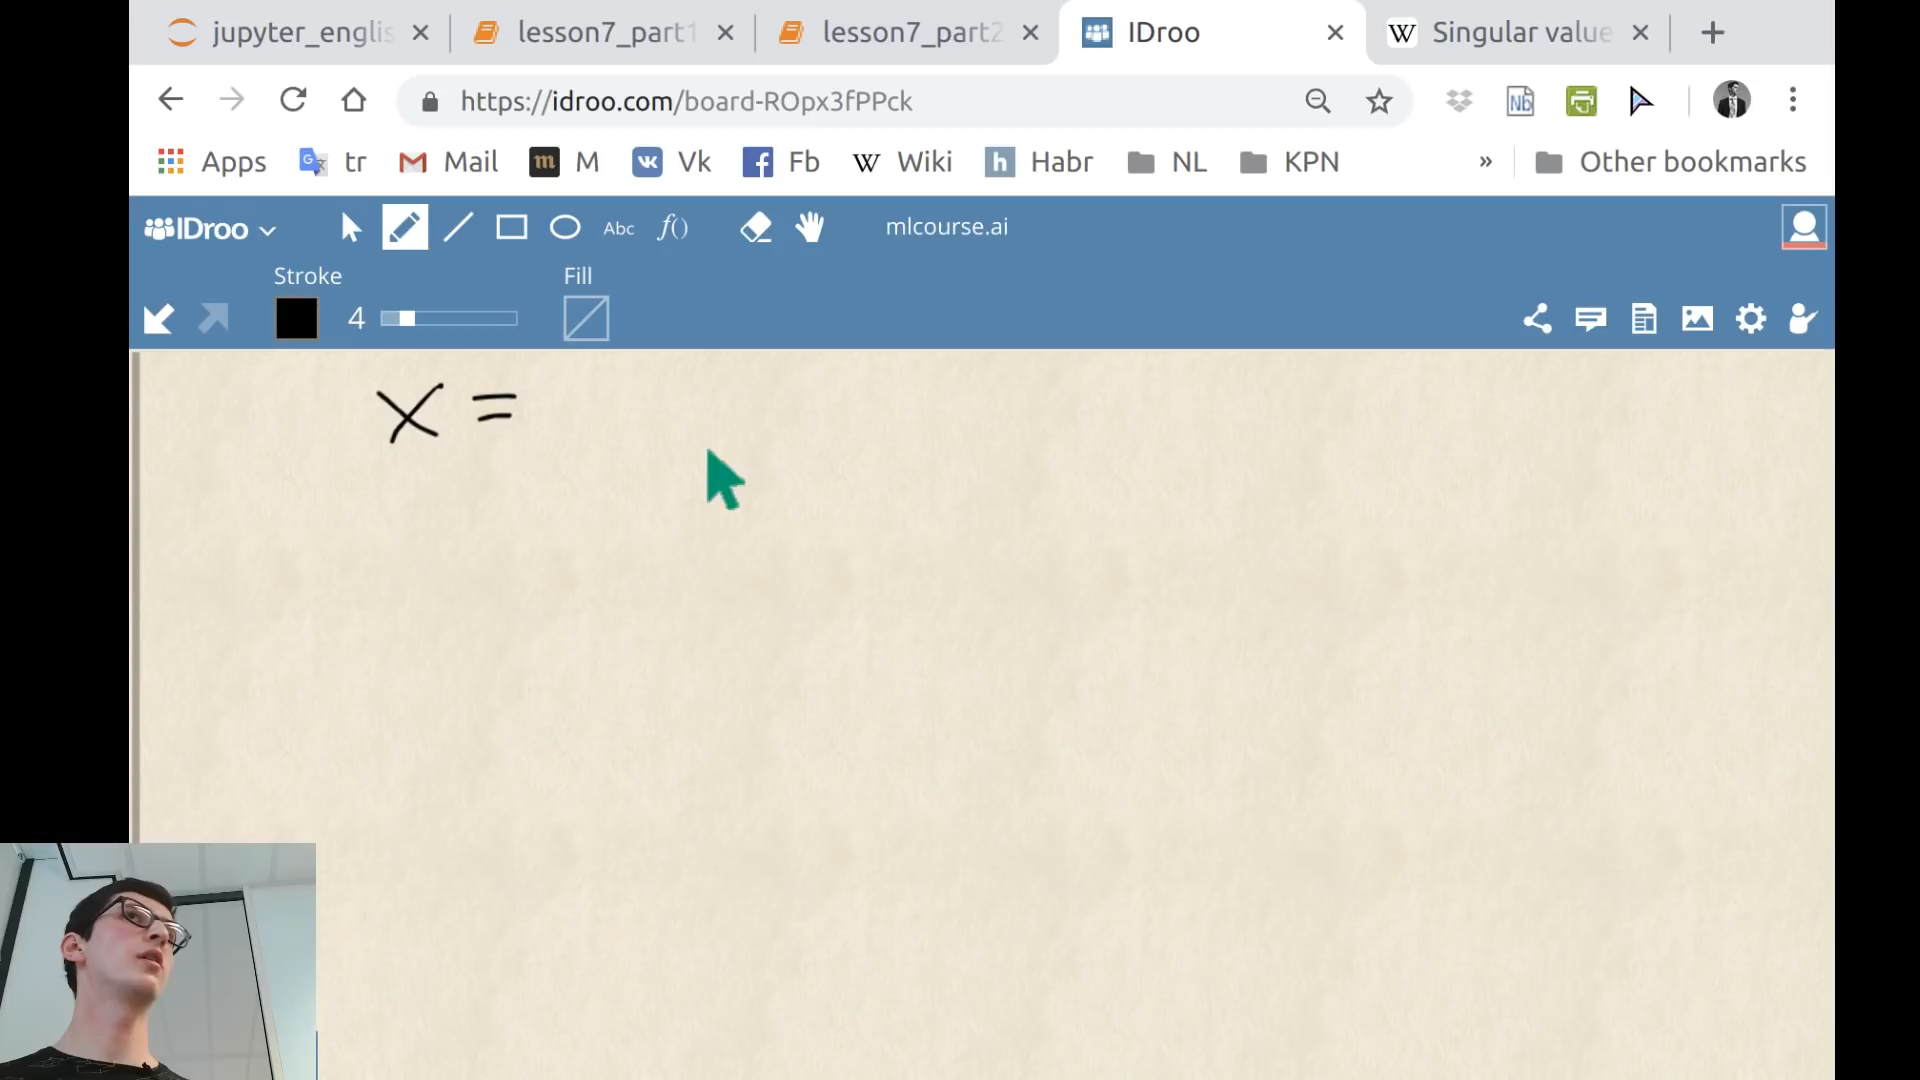 jupyter_englis
lesson7_part1
lesson7_part2
IDroo
W Singular value
https://idroo.com/board-ROpx3fPPck
Nb
Apps
tr
Mail
m M
Vk
f Fb
W Wiki
h Habr
NL
KPN
»
Other bookmarks
IDroo
Abc
f()
mlcourse.ai
Stroke
Fill
4
x =